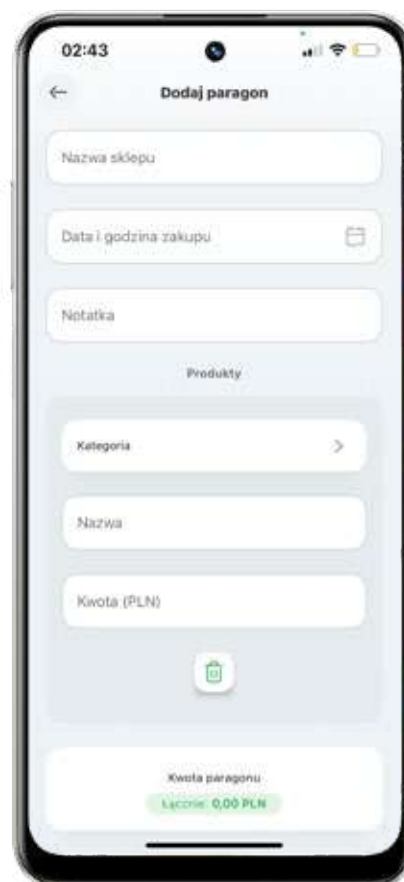 02:43
Dodaj paragon
Nazwa sklepu
Data i godzina zakupu
Notatka
Produkty
Kategoria
Nazwa
Kwota (PLN)
Kwota paragonu
Łącznie: 0,00 PLN